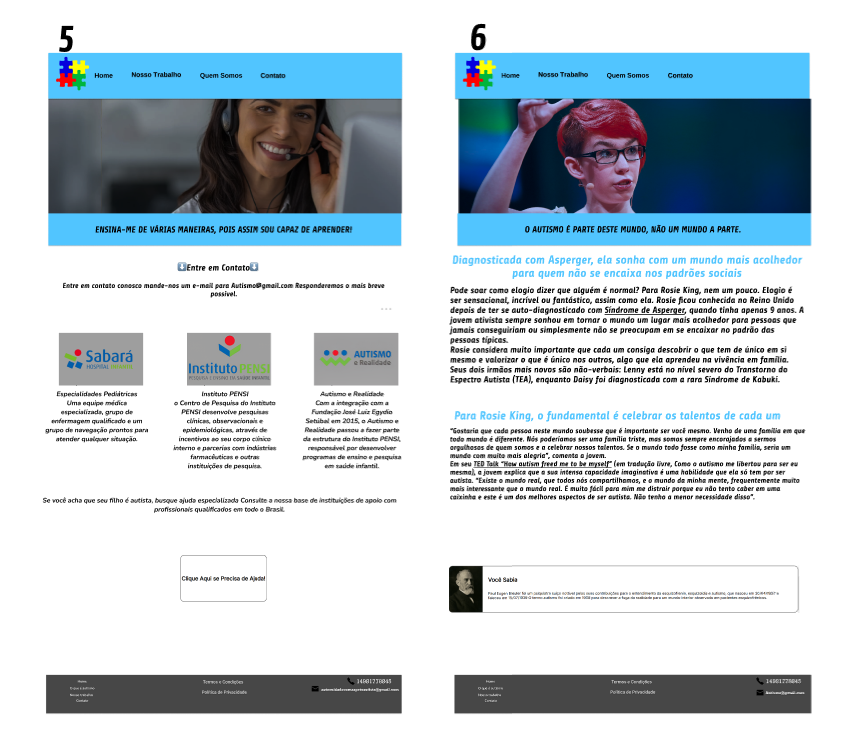 5
Home Nosso Trabalho Quem Somos Contato
ENSINA-ME DE VÁRIAS MANEIRAS, POIS ASSIM SOU CAPAZ DE APRENDER!
⬇Entre em Contato⬇
Entre em contato conosco mande-nos um e-mail para Autismo@gmail.com Responderemos o mais breve
possível.
Sabará
HOSPITAL INFANTIL
Especialidades Pediátricas
Uma equipe médica
especializada, grupo de
enfermagem qualificado e um
grupo de navegação prontos para
atender qualquer situação.
Instituto PENSI
PESQUISA E ENSINO EM SAÚDE INFANTIL
Instituto PENSI
o Centro de Pesquisa do Instituto
PENSI desenvolve pesquisas
clínicas, observacionais e
epidemiológicas, através de
incentivos ao seu corpo clínico
interno e parcerias com indústrias
farmacêuticas e outras
instituições de pesquisa.
AUTISMO
e Realidade
Autismo e Realidade
Com a integração com a
Fundação José Luiz Egydio
Setúbal em 2015, o Autismo e
Realidade passou a fazer parte
da estrutura do Instituto PENSI,
responsável por desenvolver
programas de ensino e pesquisa
em saúde infantil.
Se você acha que seu filho é autista, busque ajuda especializada Consulte a nossa base de instituições de apoio com
profissionais qualificados em todo o Brasil.
Clique Aqui se Precisa de Ajuda!
Home
O que é autismo
Nosso trabalho
Contato
Termos e Condições
Política de Privacidade
14981778845
6
Home Nosso Trabalho Quem Somos Contato
O AUTISMO É PARTE DESTE MUNDO, NÃO UM MUNDO A PARTE.
Diagnosticada com Asperger, ela sonha com um mundo mais acolhedor
para quem não se encaixa nos padrões sociais
Pode soar como elogio dizer que alguém é normal? Para Rosie King, nem um pouco. Elogio é
ser sensacional, incrível ou fantástico, assim como ela. Rosie ficou conhecida no Reino Unido
depois de ter se auto-diagnosticado com Síndrome de Asperger, quando tinha apenas 9 anos. A
jovem ativista sempre sonhou em tornar o mundo um lugar mais acolhedor para pessoas que
jamais conseguiriam ou simplesmente não se preocupam em se encaixar no padrão das
pessoas típicas.
Rosie considera muito importante que cada um consiga descobrir o que tem de único em si
mesmo e valorizar o que é único nos outros, algo que ela aprendeu na vivência em família.
Seus dois irmãos mais novos são não-verbais: Lenny está no nível severo do Transtorno do
Espectro Autista (TEA), enquanto Daisy foi diagnosticada com a rara Síndrome de Kabuki.
Para Rosie King, o fundamental é celebrar os talentos de cada um
“Gostaria que cada pessoa neste mundo soubesse que é importante ser você mesmo. Venho de uma família em que
todo mundo é diferente. Nós poderíamos ser uma família triste, mas somos sempre encorajados a sermos
orgulhosos de quem somos e a celebrar nossos talentos. Se o mundo todo fosse como minha família, seria um
mundo com muito mais alegria”, comenta a jovem.
Em seu TED Talk “How autism freed me to be myself” (em tradução livre, Como o autismo me libertou para ser eu
mesma), a jovem explica que a sua intensa capacidade imaginativa é uma habilidade que ela só tem por ser
autista. “Existe o mundo real, que todos nós compartilhamos, e o mundo da minha mente, frequentemente muito
mais interessante que o mundo real. É muito fácil para mim me distrair porque eu não tento caber em uma
caixinha e este é um dos melhores aspectos de ser autista. Não tenho a menor necessidade disso”.
Você Sabia
Home
O que é autismo
Nosso trabalho
Contato
Termos e Condições
Política de Privacidade
14981778845
Autismo@gmail.com